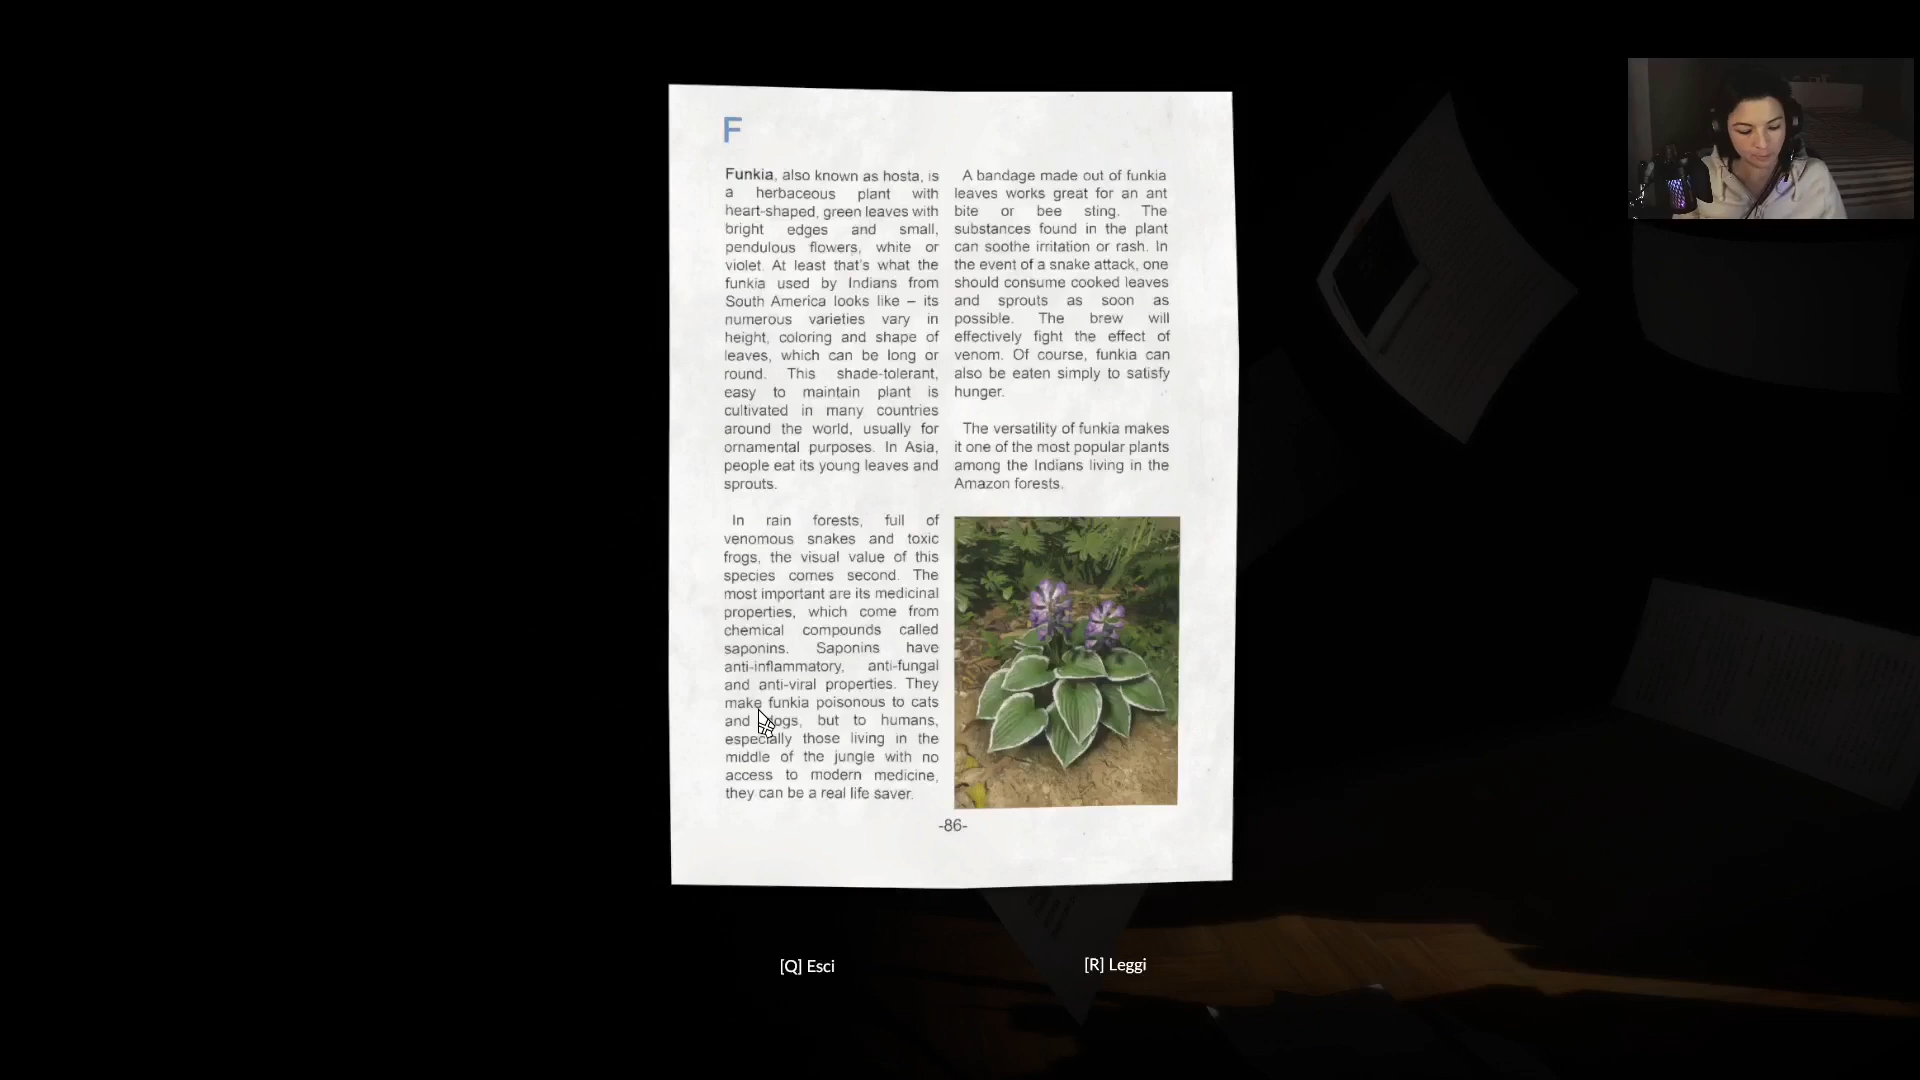 F
Funkia, also known as hosta, is
a herbaceous plant with
heart-shaped, green leaves with
bright edges and small,
pendulous flowers, white or
violet. At least that's what the
funkia used by Indians from
South America looks like – its
numerous varieties vary in
height, coloring and shape of
leaves, which can be long or
round. This shade-tolerant,
easy to maintain plant is
cultivated in many countries
around the world, usually for
ornamental purposes. In Asia,
people eat its young leaves and
sprouts.
In rain forests, full of
venomous snakes and toxic
frogs, the visual value of this
species comes second. The
most important are its medicinal
properties, which come from
chemical compounds called
saponins. Saponins have
anti-inflammatory, anti-fungal
and anti-viral properties. They
make funkia poisonous to cats
and dogs, but to humans,
especially those living in the
middle of the jungle with no
access to modern medicine,
they can be a real life saver.
A bandage made out of funkia
leaves works great for an ant
bite or bee sting. The
substances found in the plant
can soothe irritation or rash. In
the event of a snake attack, one
should consume cooked leaves
and sprouts as soon as
possible. The brew will
effectively fight the effect of
venom. Of course, funkia can
also be eaten simply to satisfy
hunger.
The versatility of funkia makes
it one of the most popular plants
among the Indians living in the
Amazon forests.
-86-
[Q] Esci
[R] Leggi